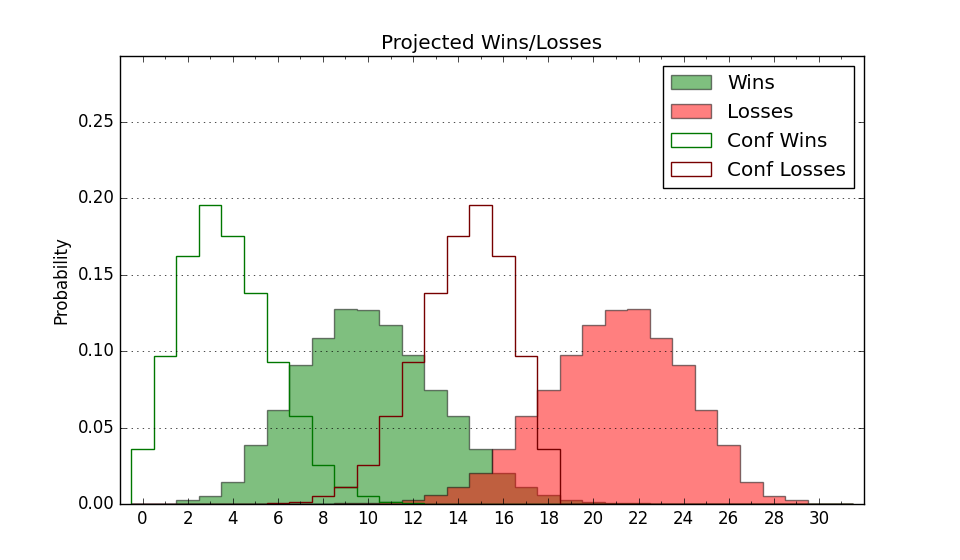 Projected Wins/Losses
Wins
Losses
Conf Wins
Conf Losses
Probability
0.25
0.20
0.15
0.10
0.05
0.00
0 2 4 6 8 10 12 14 16 18 20 22 24 26 28 30